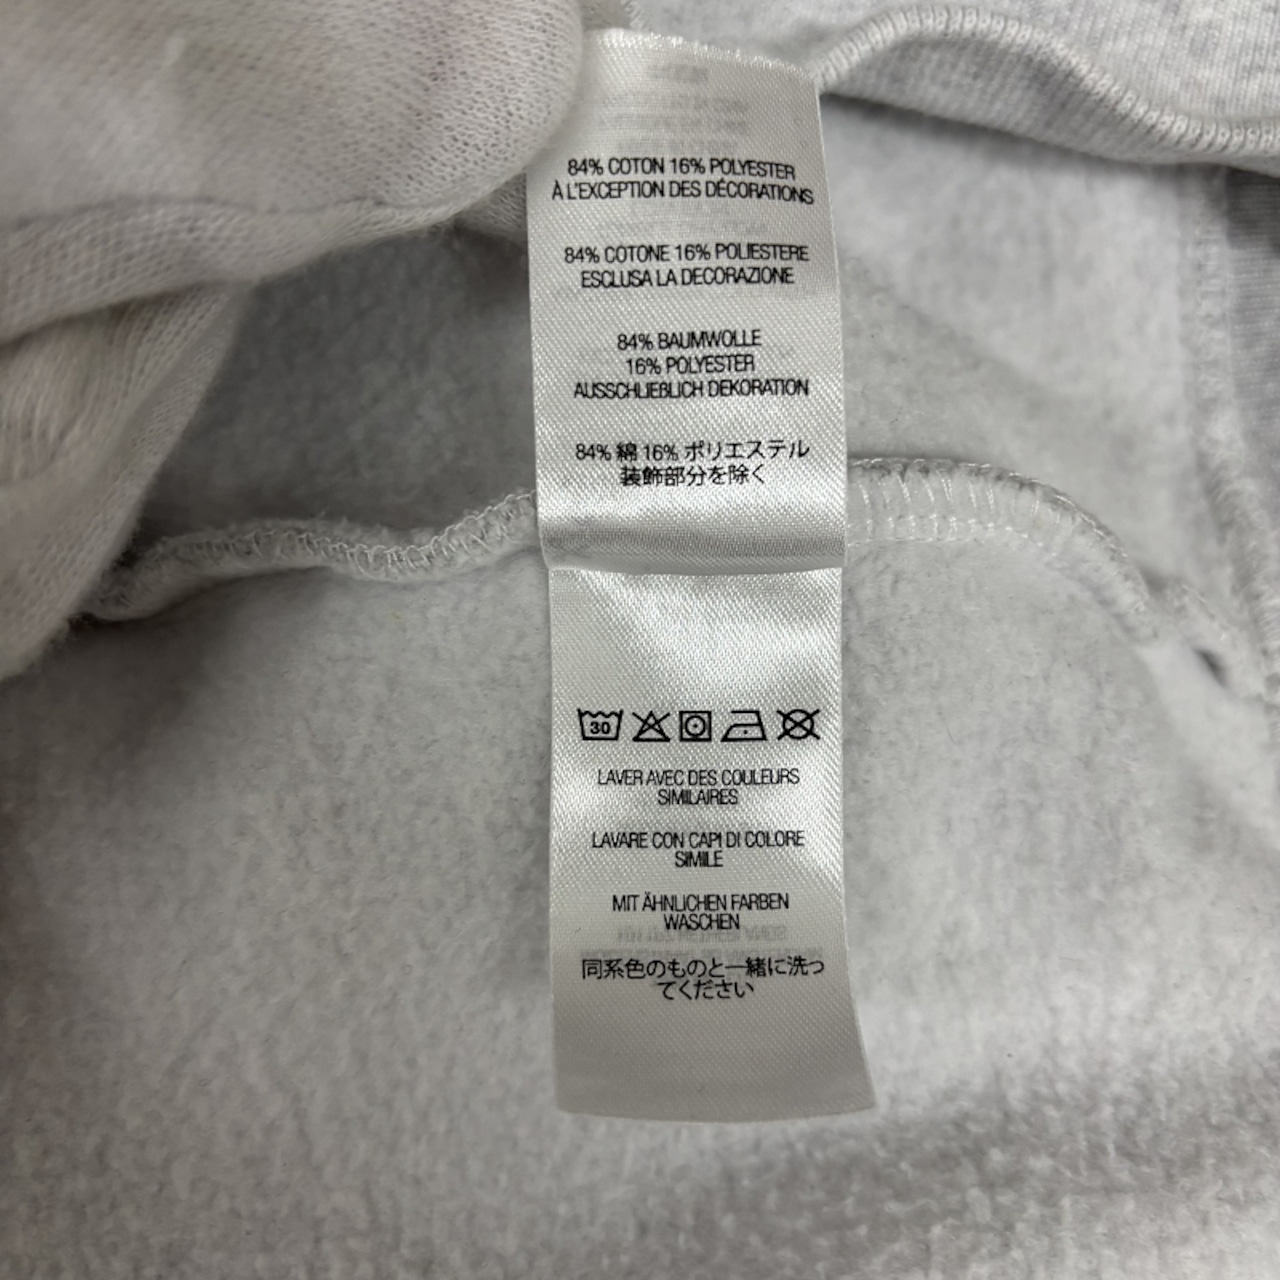 84% COTON 16% POLYESTER
À L'EXCEPTION DES DÉCORATIONS
84% COTONE 16% POLIESTERE
ESCLUSA LA DECORAZIONE
84% BAUMWOLLE
16% POLYESTER
AUSSCHLIEßLICH DEKORATION
84% 綿 16% ポリエステル
装飾部分を除く
30
LAVER AVEC DES COULEURS
SIMILAIRES
LAVARE CON CAPI DI COLORE
SIMILE
MIT ÄHNLICHEN FARBEN
WASCHEN
同系色のものと一緒に洗っ
てください